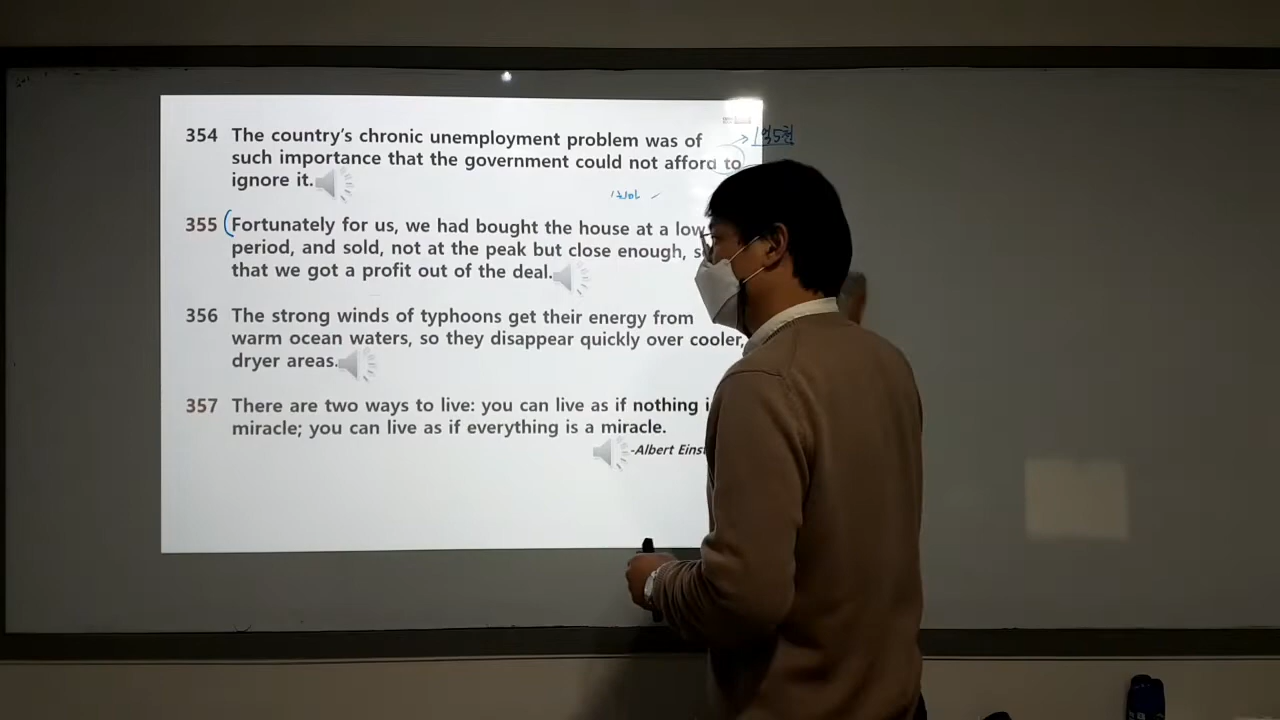 354 The country's chronic unemployment problem was of
such importance that the government could not afford to
ignore it.
355 Fortunately for us, we had bought the house at a low
period, and sold, not at the peak but close enough,
that we got a profit out of the deal.
356 The strong winds of typhoons get their energy from
warm ocean waters, so they disappear quickly over cooler,
dryer areas.
357 There are two ways to live: you can live as if nothing
miracle; you can live as if everything is a miracle.
-Albert